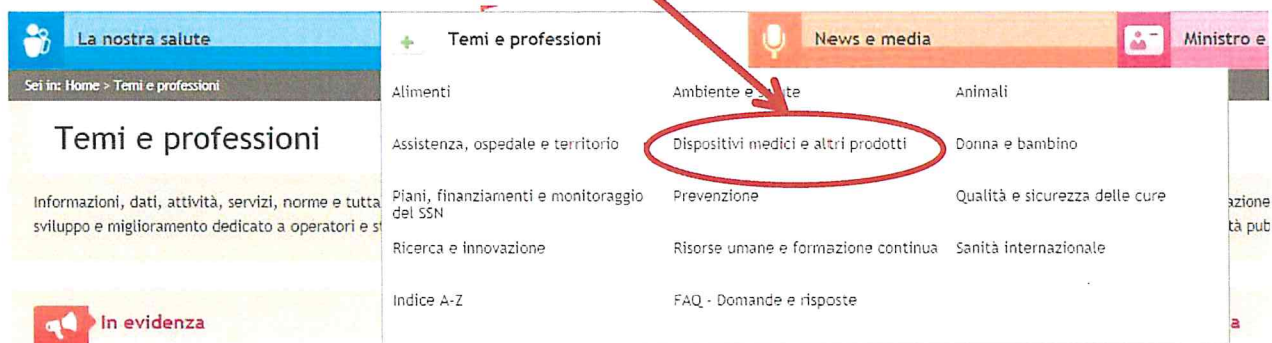 La nostra salute
Temi e professioni
News e media
Ministro e
Sei in: Home > Temi e professioni
Alimenti
Ambiente e salute
Animali
Temi e professioni
Assistenza, ospedale e territorio
Dispositivi medici e altri prodotti
Donna e bambino
Informazioni, dati, attività, servizi, norme e tutta
sviluppo e miglioramento dedicato a operatori e
Piani, finanziamenti e monitoraggio
del SSN
Prevenzione
Qualità e sicurezza delle cure
azione
tà pub
Ricerca e innovazione
Risorse umane e formazione continua
Sanità internazionale
Indice A-Z
FAQ - Domande e risposte
In evidenza
a